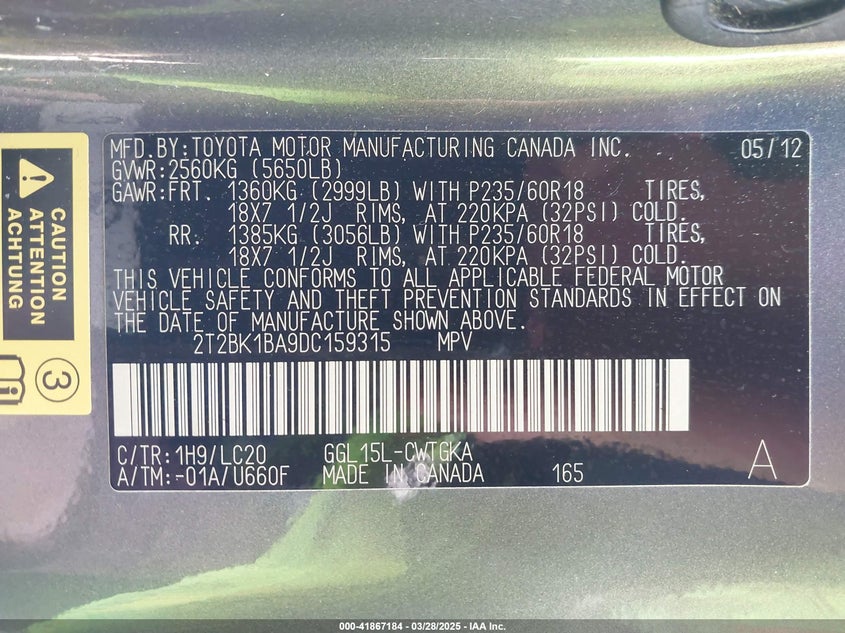 MFD.BY:TOYOTA MOTOR MANUFACTURING CANADA INC. 05/12
GVWR:2560KG (5650LB)
GAWR:FRT. 1360KG (2999LB) WITH P235/60R18 TIRES,
18X7 1/2J RIMS, AT 220KPA (32PSI) COLD.
RR. 1385KG (3056LB) WITH P235/60R18 TIRES,
18X7 1/2J RIMS, AT 220KPA (32PSI) COLD.
THIS VEHICLE CONFORMS TO ALL APPLICABLE FEDERAL MOTOR
VEHICLE SAFETY AND THEFT PREVENTION STANDARDS IN EFFECT ON
THE DATE OF MANUFACTURE SHOWN ABOVE.
2T2BK1BA9DC159315 MPV
C/TR:1H9/LC20 GGL15L-CWTGKA
A/TM:-01A/U660F MADE IN CANADA 165 A
CAUTION
ATTENTION
ACHTUNG
3
000-41867184 - 03/28/2025 - IAA Inc.